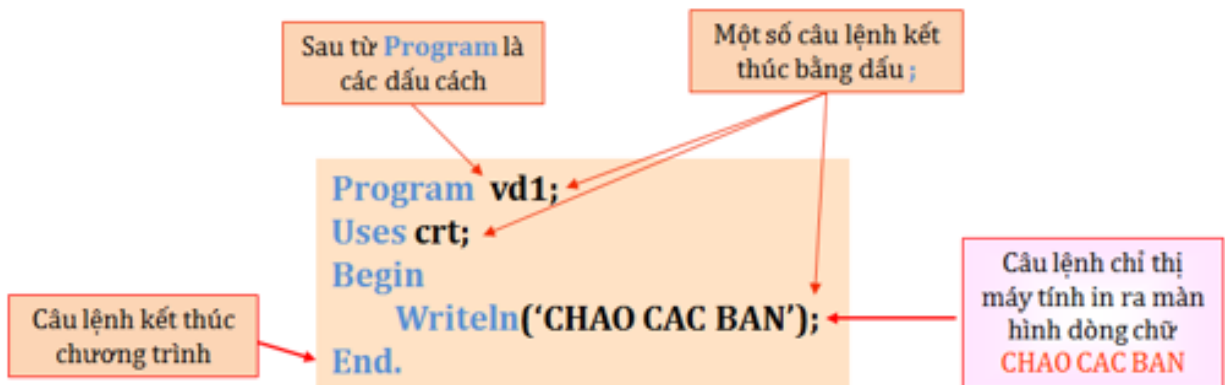 Sau từ Program là
các dấu cách
Một số câu lệnh kết
thúc bằng dấu ;
Program vd1;
Uses crt;
Begin
Writeln(‘CHAO CAC BAN’);
End.
Câu lệnh kết thúc
chương trình
Câu lệnh chỉ thị
máy tính in ra màn
hình dòng chữ
CHAO CAC BAN